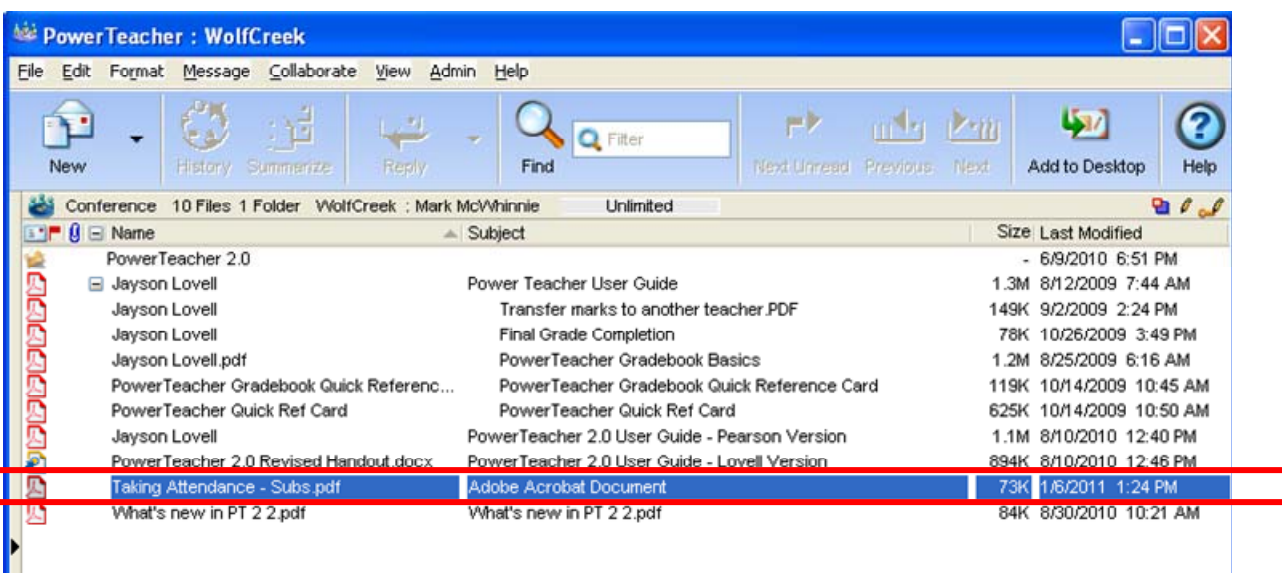 PowerTeacher : WolfCreek
File Edit Format Message Collaborate View Admin Help
New History Summarize Reply Find Filter Next Unread Previous Next Add to Desktop Help
Conference 10 Files 1 Folder WolfCreek : Mark McWhinnie Unlimited
Name Subject Size Last Modified
PowerTeacher 2.0 - 6/9/2010 6:51 PM
Jayson Lovell Power Teacher User Guide 1.3M 8/12/2009 7:44 AM
Jayson Lovell Transfer marks to another teacher.PDF 149K 9/2/2009 2:24 PM
Jayson Lovell Final Grade Completion 78K 10/26/2009 3:49 PM
Jayson Lovell.pdf PowerTeacher Gradebook Basics 1.2M 8/25/2009 6:16 AM
PowerTeacher Gradebook Quick Referenc... PowerTeacher Gradebook Quick Reference Card 119K 10/14/2009 10:45 AM
PowerTeacher Quick Ref Card PowerTeacher Quick Ref Card 625K 10/14/2009 10:50 AM
Jayson Lovell PowerTeacher 2.0 User Guide - Pearson Version 1.1M 8/10/2010 12:40 PM
PowerTeacher 2.0 Revised Handout.docx PowerTeacher 2.0 User Guide - Lovell Version 894K 8/10/2010 12:46 PM
Taking Attendance - Subs.pdf Adobe Acrobat Document 73K 1/6/2011 1:24 PM
What's new in PT 2 2.pdf What's new in PT 2 2.pdf 84K 8/30/2010 10:21 AM